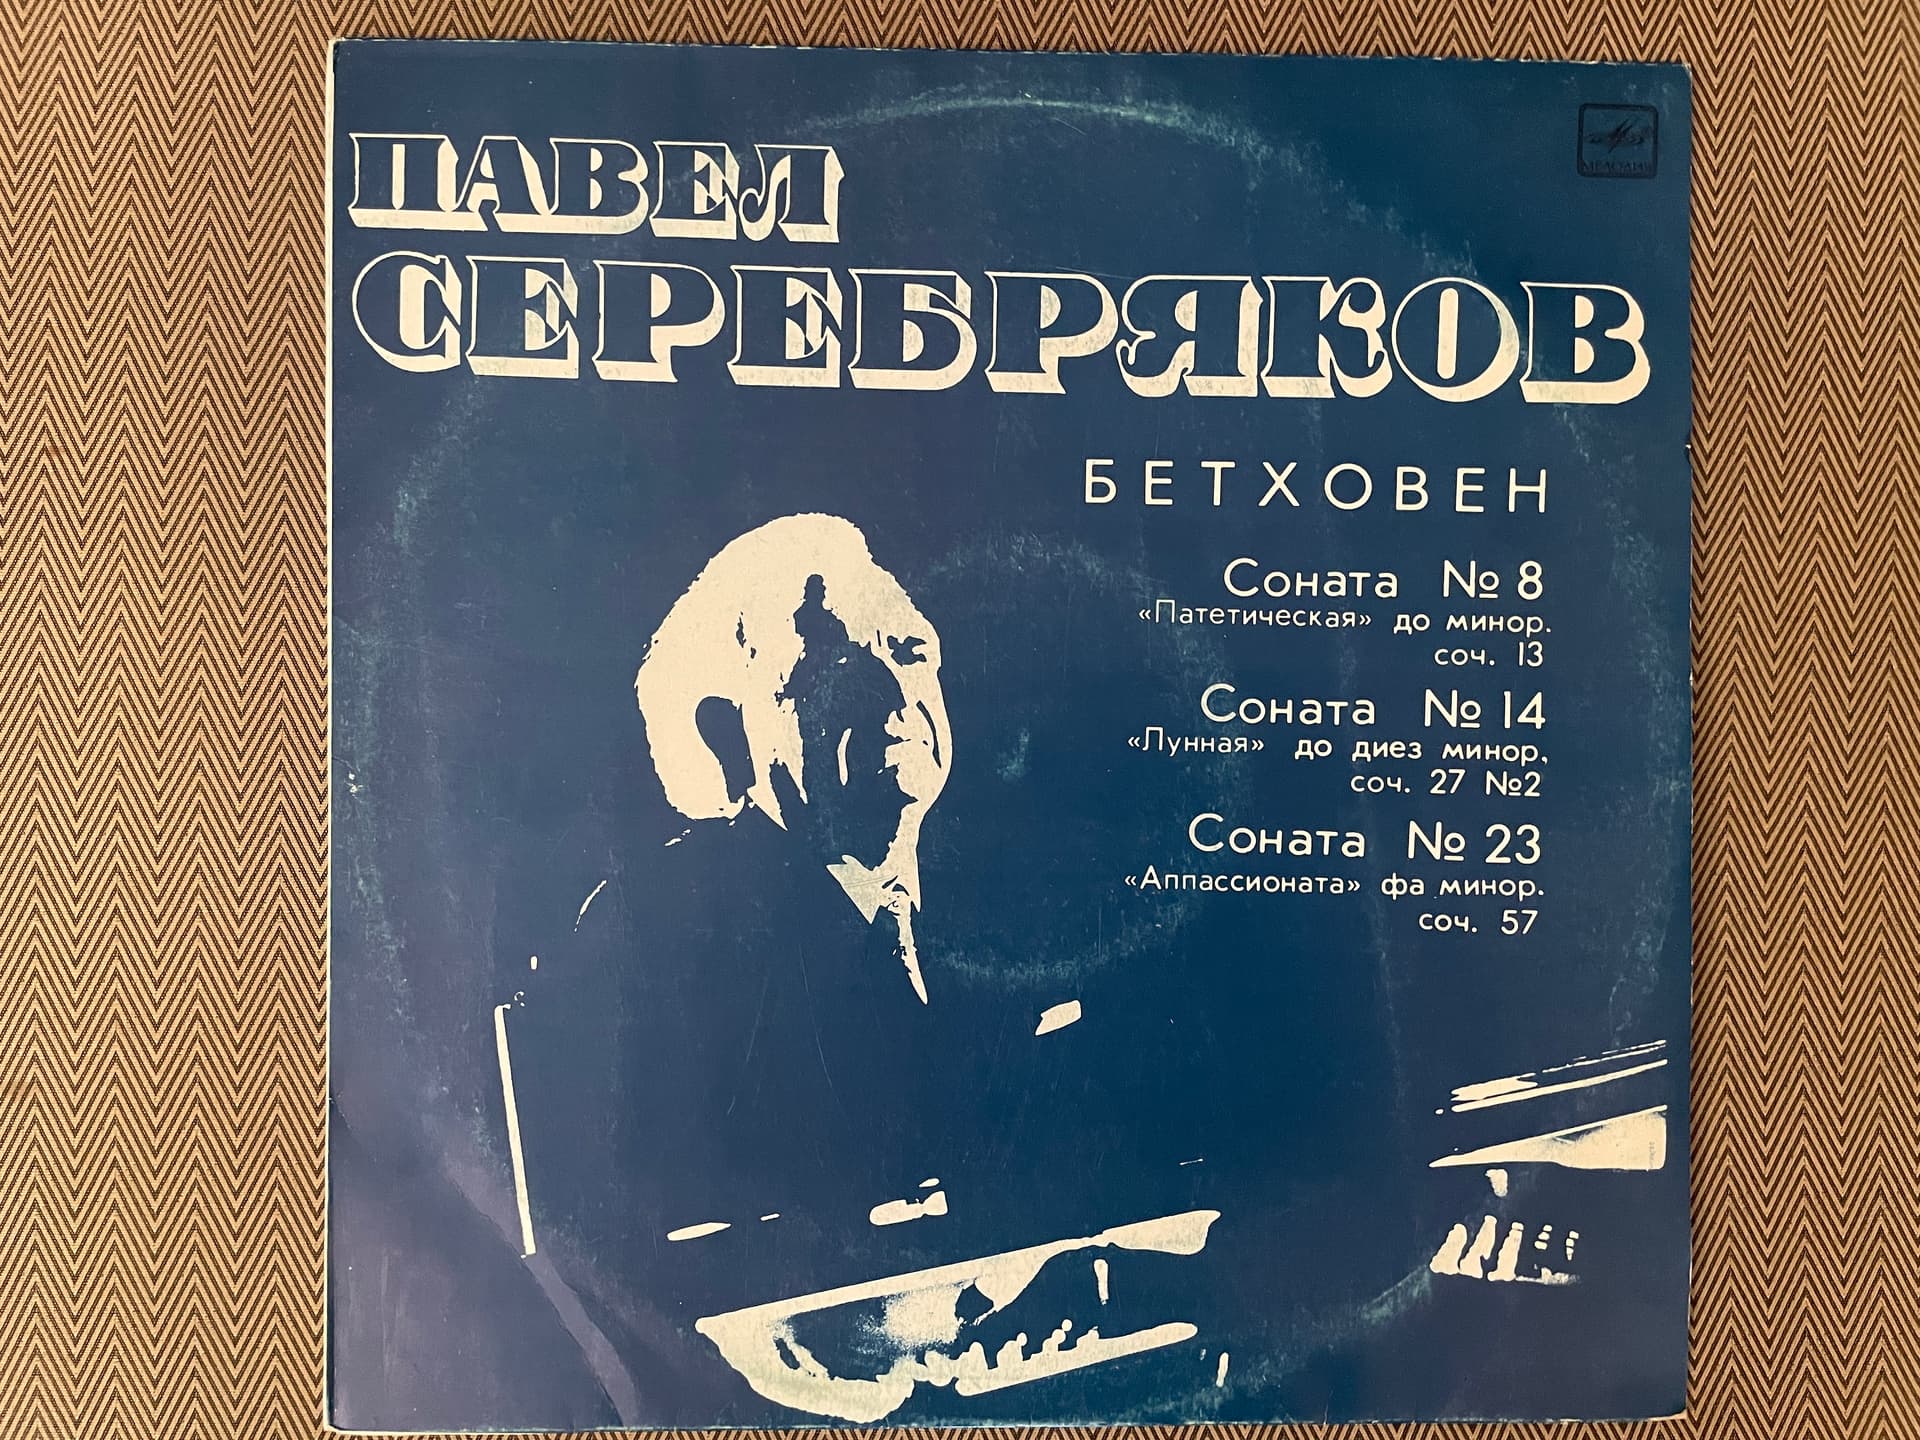 ПАВЕЛ
СЕРЕБРЯКОВ
МЕЛОДИЯ
БЕТХОВЕН
Соната № 8
«Патетическая» до минор.
соч. 13
Соната № 14
«Лунная» до диез минор,
соч. 27 №2
Соната № 23
«Аппассионата» фа минор.
соч. 57